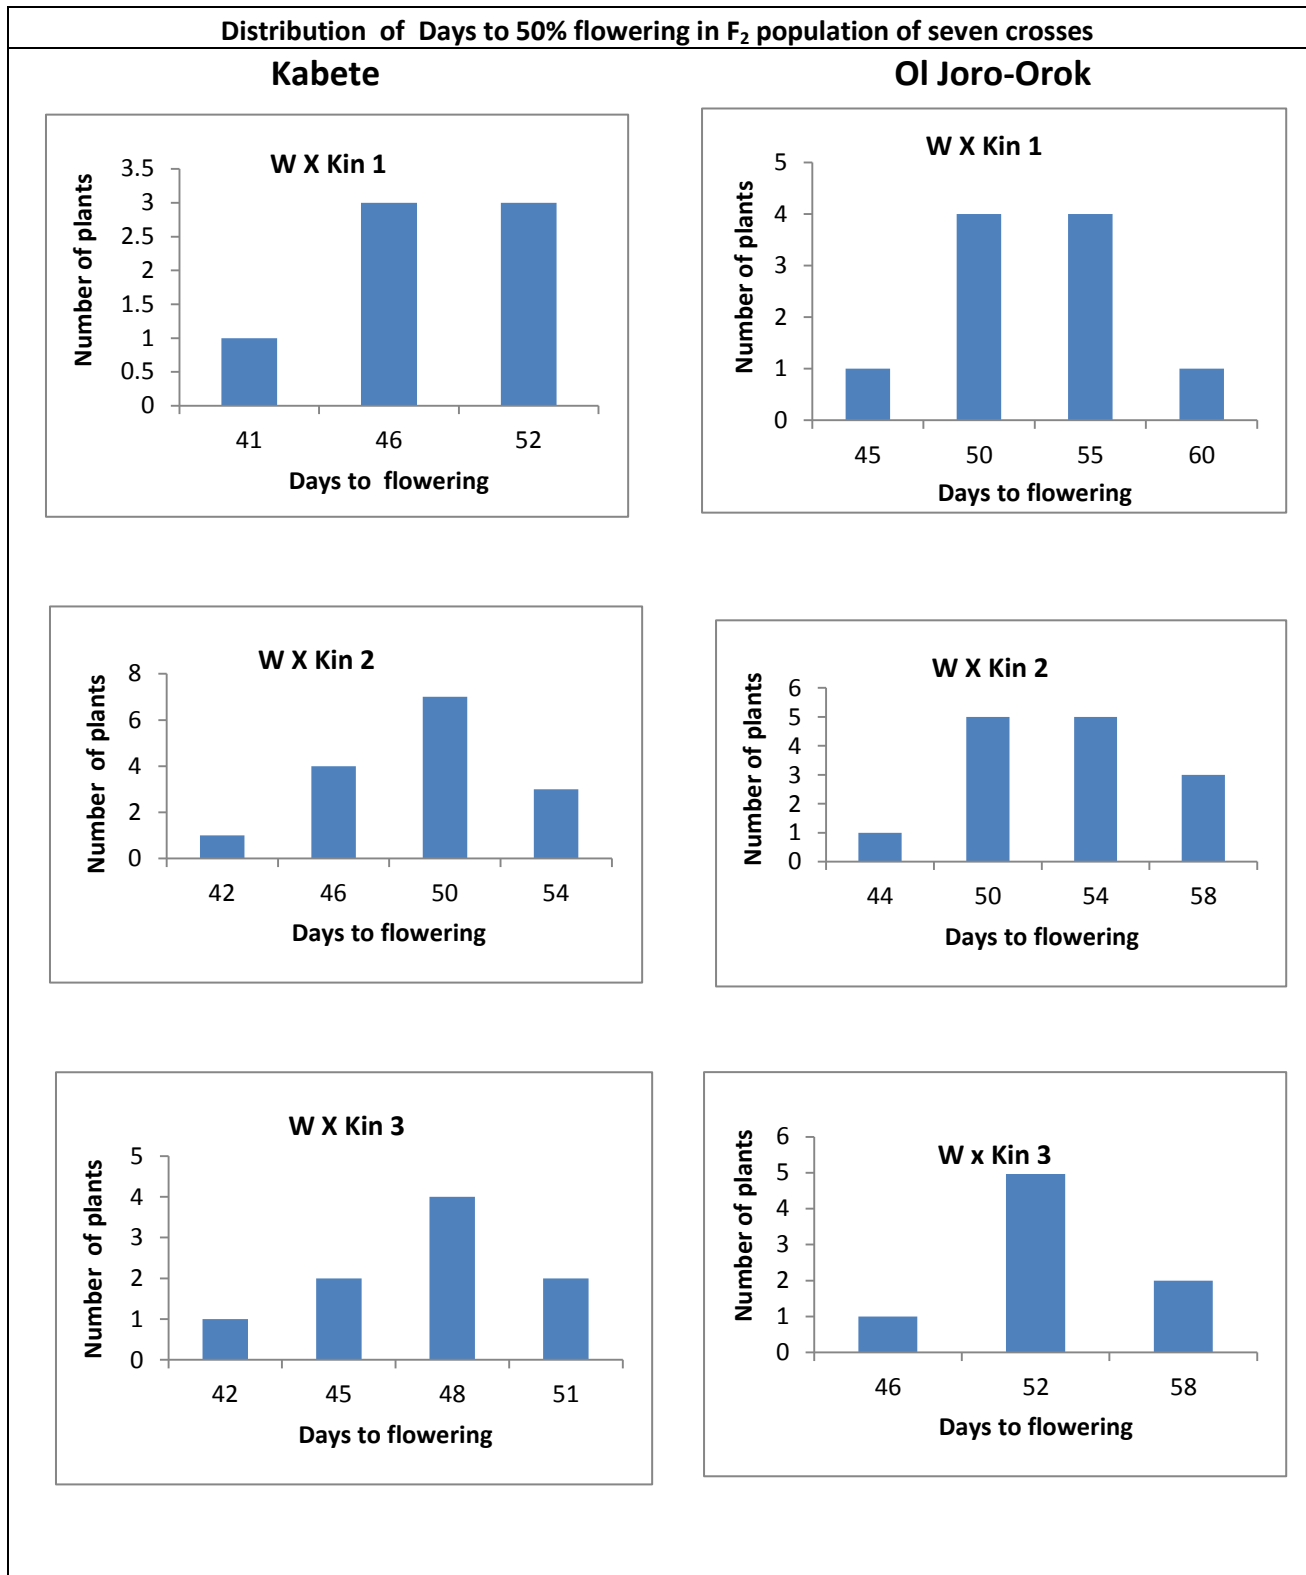 Distribution of Days to 50% flowering in F₂ population of seven crosses
Kabete
Ol Joro-Orok
W X Kin 1
Number of plants
3.5
3
2.5
2
1.5
1
0.5
0
41 46 52
Days to flowering
W X Kin 1
Number of plants
5
4
3
2
1
0
45 50 55 60
Days to flowering
W X Kin 2
Number of plants
8
6
4
2
0
42 46 50 54
Days to flowering
W X Kin 2
Number of plants
6
5
4
3
2
1
0
44 50 54 58
Days to flowering
W X Kin 3
Number of plants
5
4
3
2
1
0
42 45 48 51
Days to flowering
W x Kin 3
Number of plants
6
5
4
3
2
1
0
46 52 58
Days to flowering